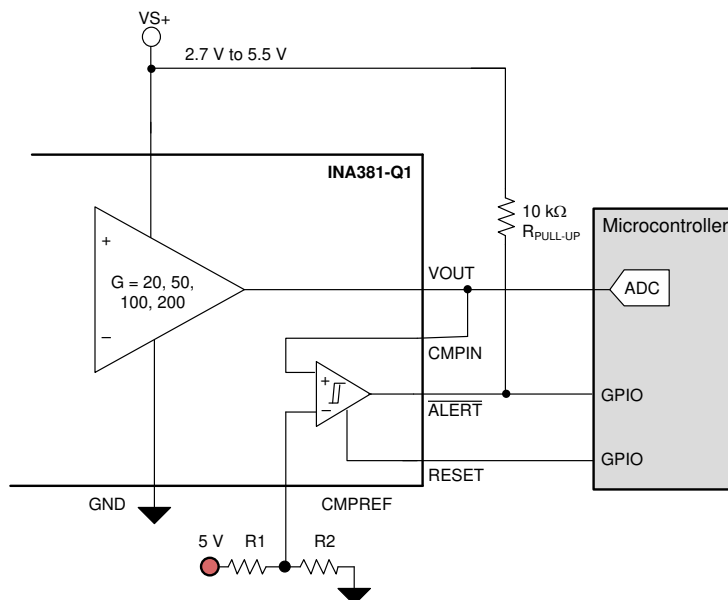 VS+
2.7 V to 5.5 V
INA381-Q1
10 kΩ
R_PULL-UP
Microcontroller
+
G = 20, 50,
100, 200
–
VOUT
ADC
CMPIN
+
–
ALERT
GPIO
RESET
GPIO
GND
CMPREF
5 V
R1
R2